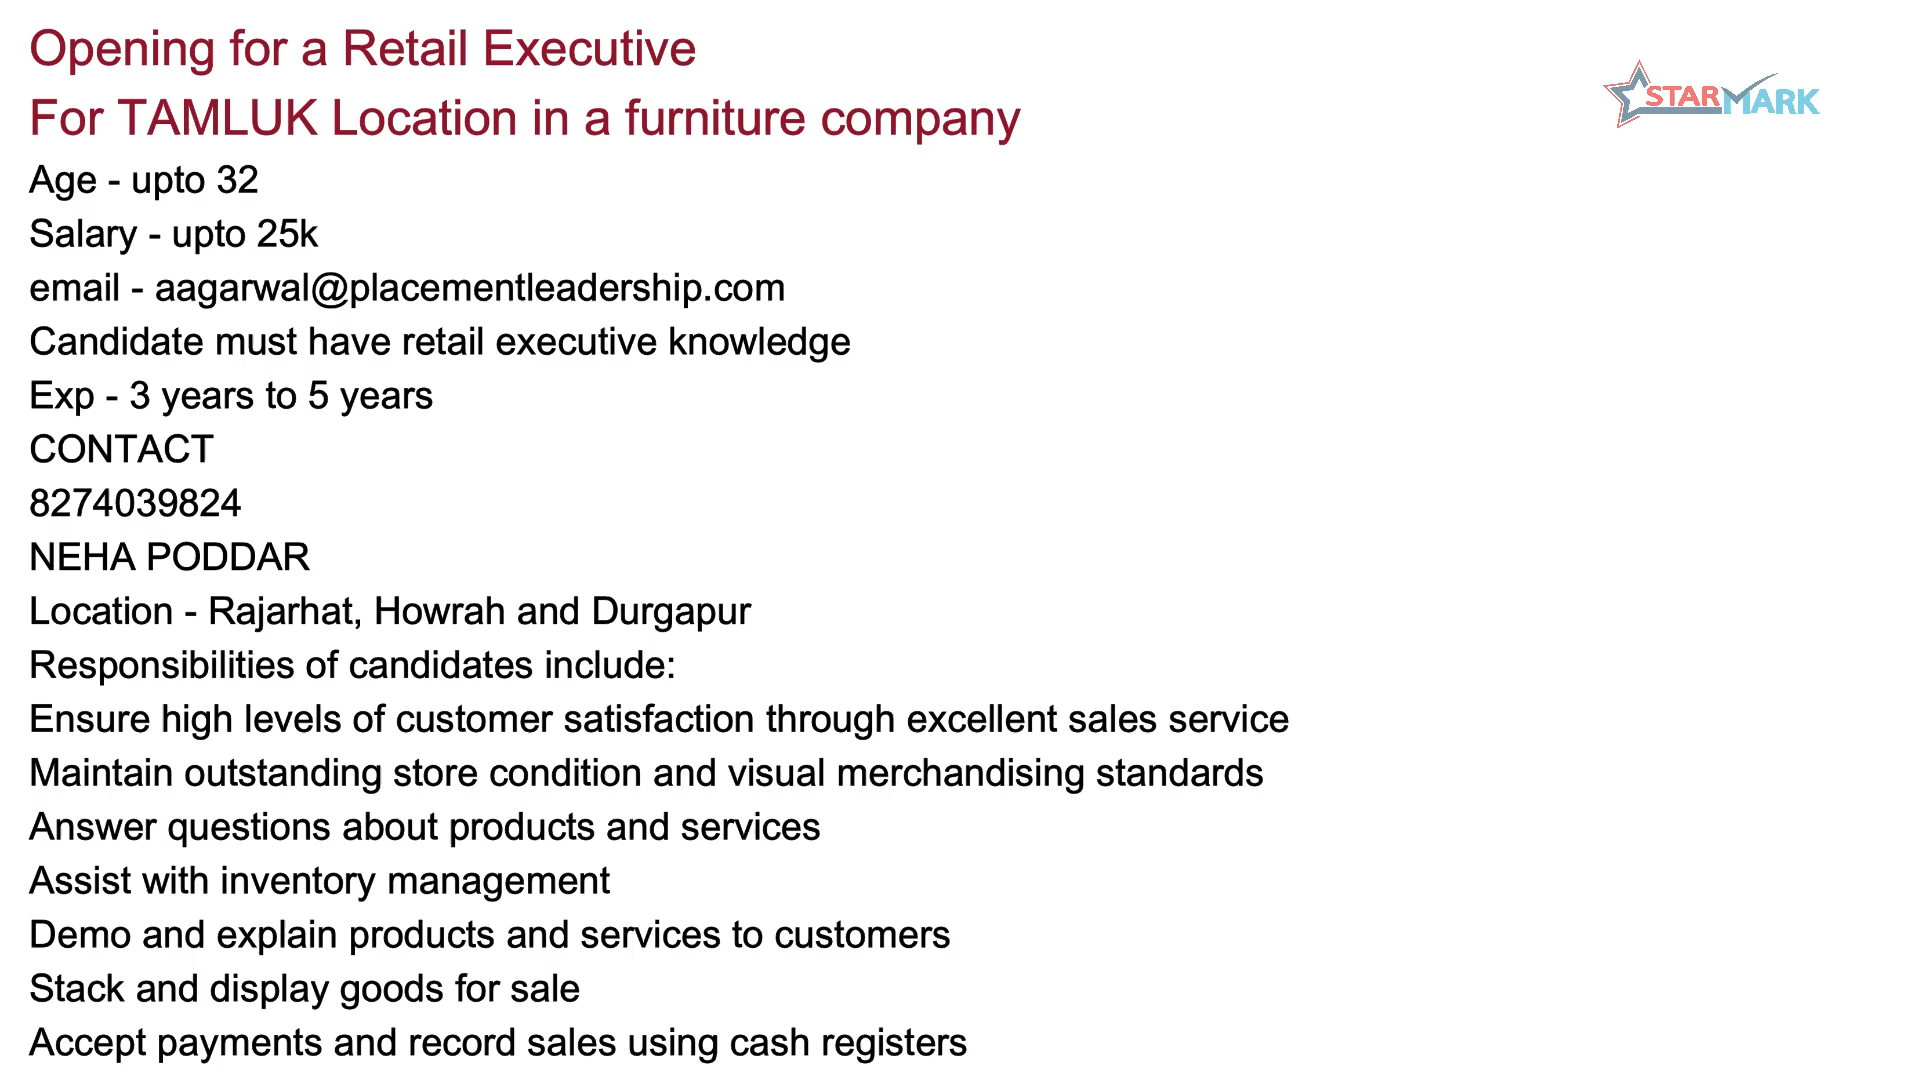 Opening for a Retail Executive
For TAMLUK Location in a furniture company
STARMARK
Age - upto 32
Salary - upto 25k
email - aagarwal@placementleadership.com
Candidate must have retail executive knowledge
Exp - 3 years to 5 years
CONTACT
8274039824
NEHA PODDAR
Location - Rajarhat, Howrah and Durgapur
Responsibilities of candidates include:
Ensure high levels of customer satisfaction through excellent sales service
Maintain outstanding store condition and visual merchandising standards
Answer questions about products and services
Assist with inventory management
Demo and explain products and services to customers
Stack and display goods for sale
Accept payments and record sales using cash registers